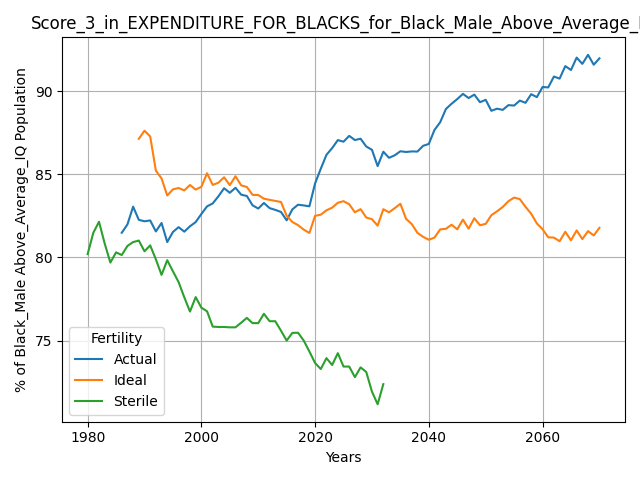 Score_3_in_EXPENDITURE_FOR_BLACKS_for_Black_Male_Above_Average_I
% of Black_Male Above_Average_IQ Population
90
85
80
75
Fertility
Actual
Ideal
Sterile
1980
2000
2020
2040
2060
Years